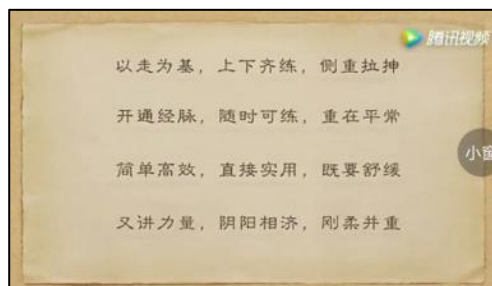 腾讯视频
以走为基，上下齐练，侧重拉抻
开通经脉，随时可练，重在平常
简单高效，直接实用，既要舒缓
小窗
又讲力量，阴阳相济，刚柔并重